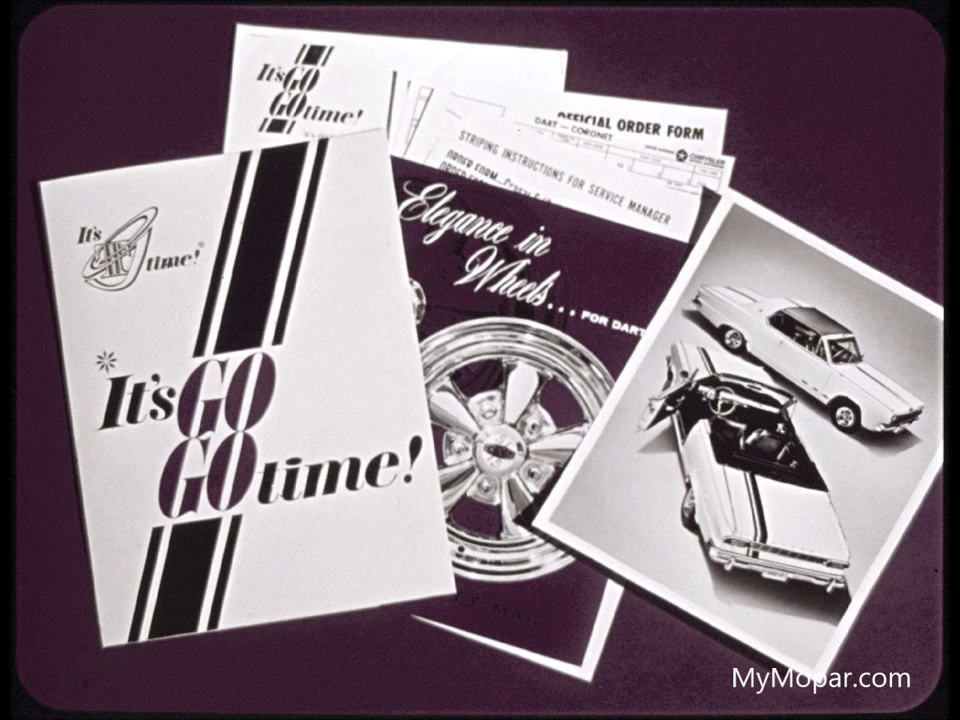 It's GO
GO time!
OFFICIAL ORDER FORM
DART — CORONET
CHRYSLER
STRIPING INSTRUCTIONS FOR SERVICE MANAGER
ORDER FORM
It's
time!
Elegance in
Wheels...
FOR DART
*It's GO
GO time!
MyMopar.com